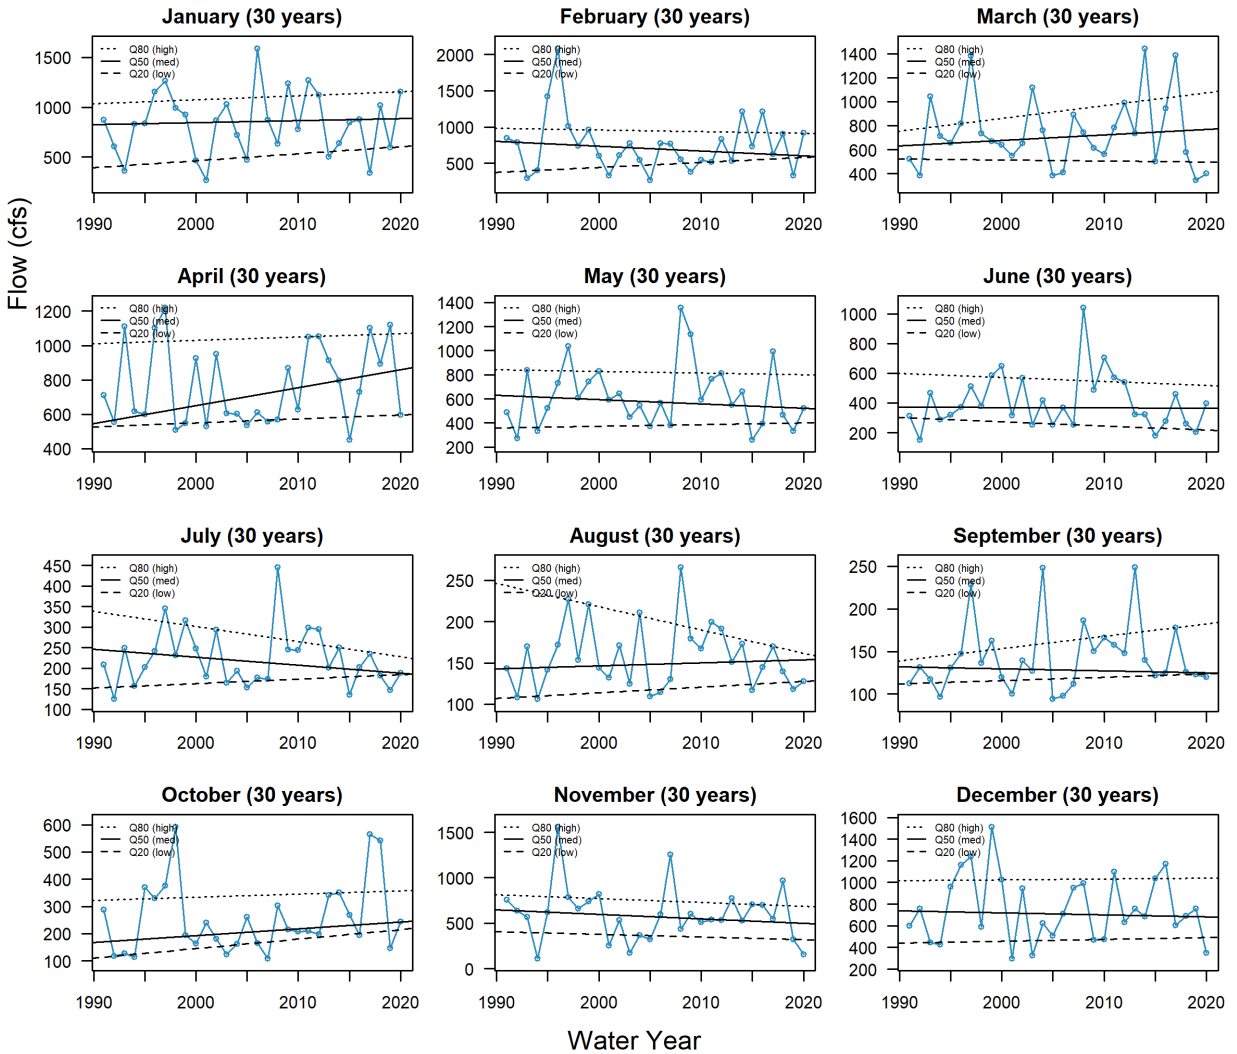 Flow (cfs)
January (30 years)
Q80 (high)
Q50 (med)
Q20 (low)
1500
1000
500
1990 2000 2010 2020
February (30 years)
Q80 (high)
Q50 (med)
Q20 (low)
2000
1500
1000
500
1990 2000 2010 2020
March (30 years)
Q80 (high)
Q50 (med)
Q20 (low)
1400
1200
1000
800
600
400
1990 2000 2010 2020
April (30 years)
Q80 (high)
Q50 (med)
Q20 (low)
1200
1000
800
600
400
1990 2000 2010 2020
May (30 years)
Q80 (high)
Q50 (med)
Q20 (low)
1400
1200
1000
800
600
400
200
1990 2000 2010 2020
June (30 years)
Q80 (high)
Q50 (med)
Q20 (low)
1000
800
600
400
200
1990 2000 2010 2020
July (30 years)
Q80 (high)
Q50 (med)
Q20 (low)
450
400
350
300
250
200
150
100
1990 2000 2010 2020
August (30 years)
Q80 (high)
Q50 (med)
Q20 (low)
250
200
150
100
1990 2000 2010 2020
September (30 years)
Q80 (high)
Q50 (med)
Q20 (low)
250
200
150
100
1990 2000 2010 2020
October (30 years)
Q80 (high)
Q50 (med)
Q20 (low)
600
500
400
300
200
100
1990 2000 2010 2020
November (30 years)
Q80 (high)
Q50 (med)
Q20 (low)
1500
1000
500
0
1990 2000 2010 2020
December (30 years)
Q80 (high)
Q50 (med)
Q20 (low)
1600
1400
1200
1000
800
600
400
200
1990 2000 2010 2020
Water Year